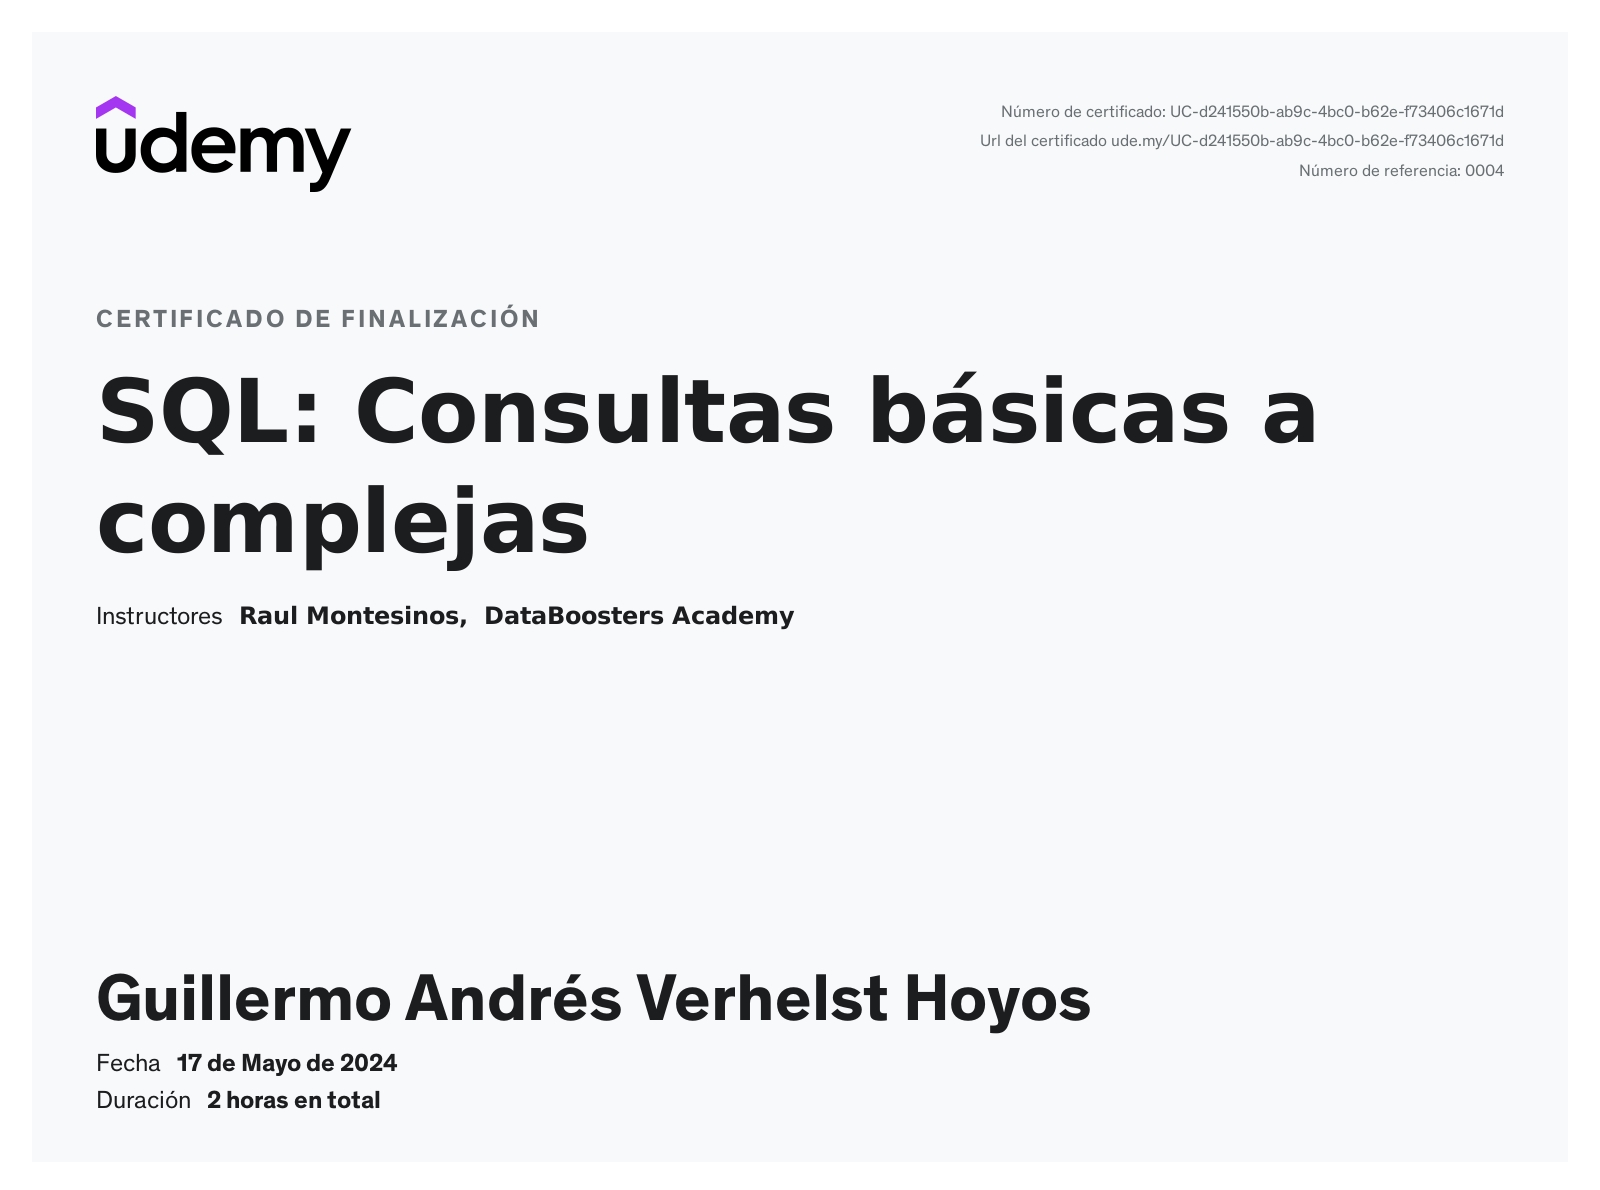 udemy
Número de certificado: UC-d241550b-ab9c-4bc0-b62e-f73406c1671d
Url del certificado ude.my/UC-d241550b-ab9c-4bc0-b62e-f73406c1671d
Número de referencia: 0004
CERTIFICADO DE FINALIZACIÓN
SQL: Consultas básicas a
complejas
Instructores Raul Montesinos, DataBoosters Academy
Guillermo Andrés Verhelst Hoyos
Fecha 17 de Mayo de 2024
Duración 2 horas en total